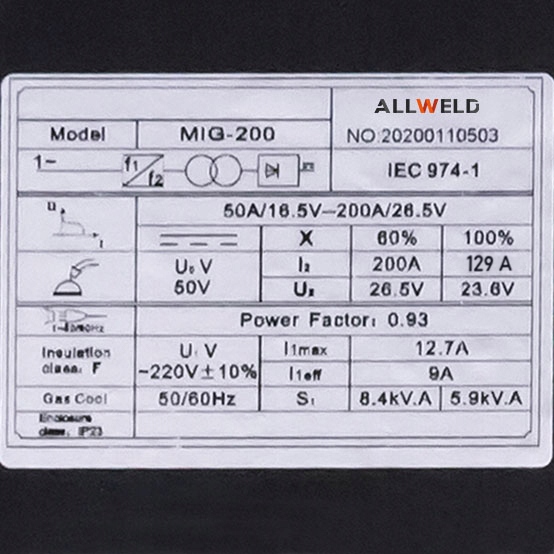 ALLWELD
Model MIG-200 NO:20200110503
1~ f1 f2 IEC 974-1
U 50A/16.5V—200A/26.5V
I X 60% 100%
U₀ V I₂ 200A 129 A
50V U₂ 26.5V 23.6V
Power Factor: 0.93
Insulation U₁ V I1max 12.7A
class: F ~220V±10% I1eff 9A
Gas Cool 50/60Hz S₁ 8.4kV.A 5.9kV.A
Enclosure
class: IP23